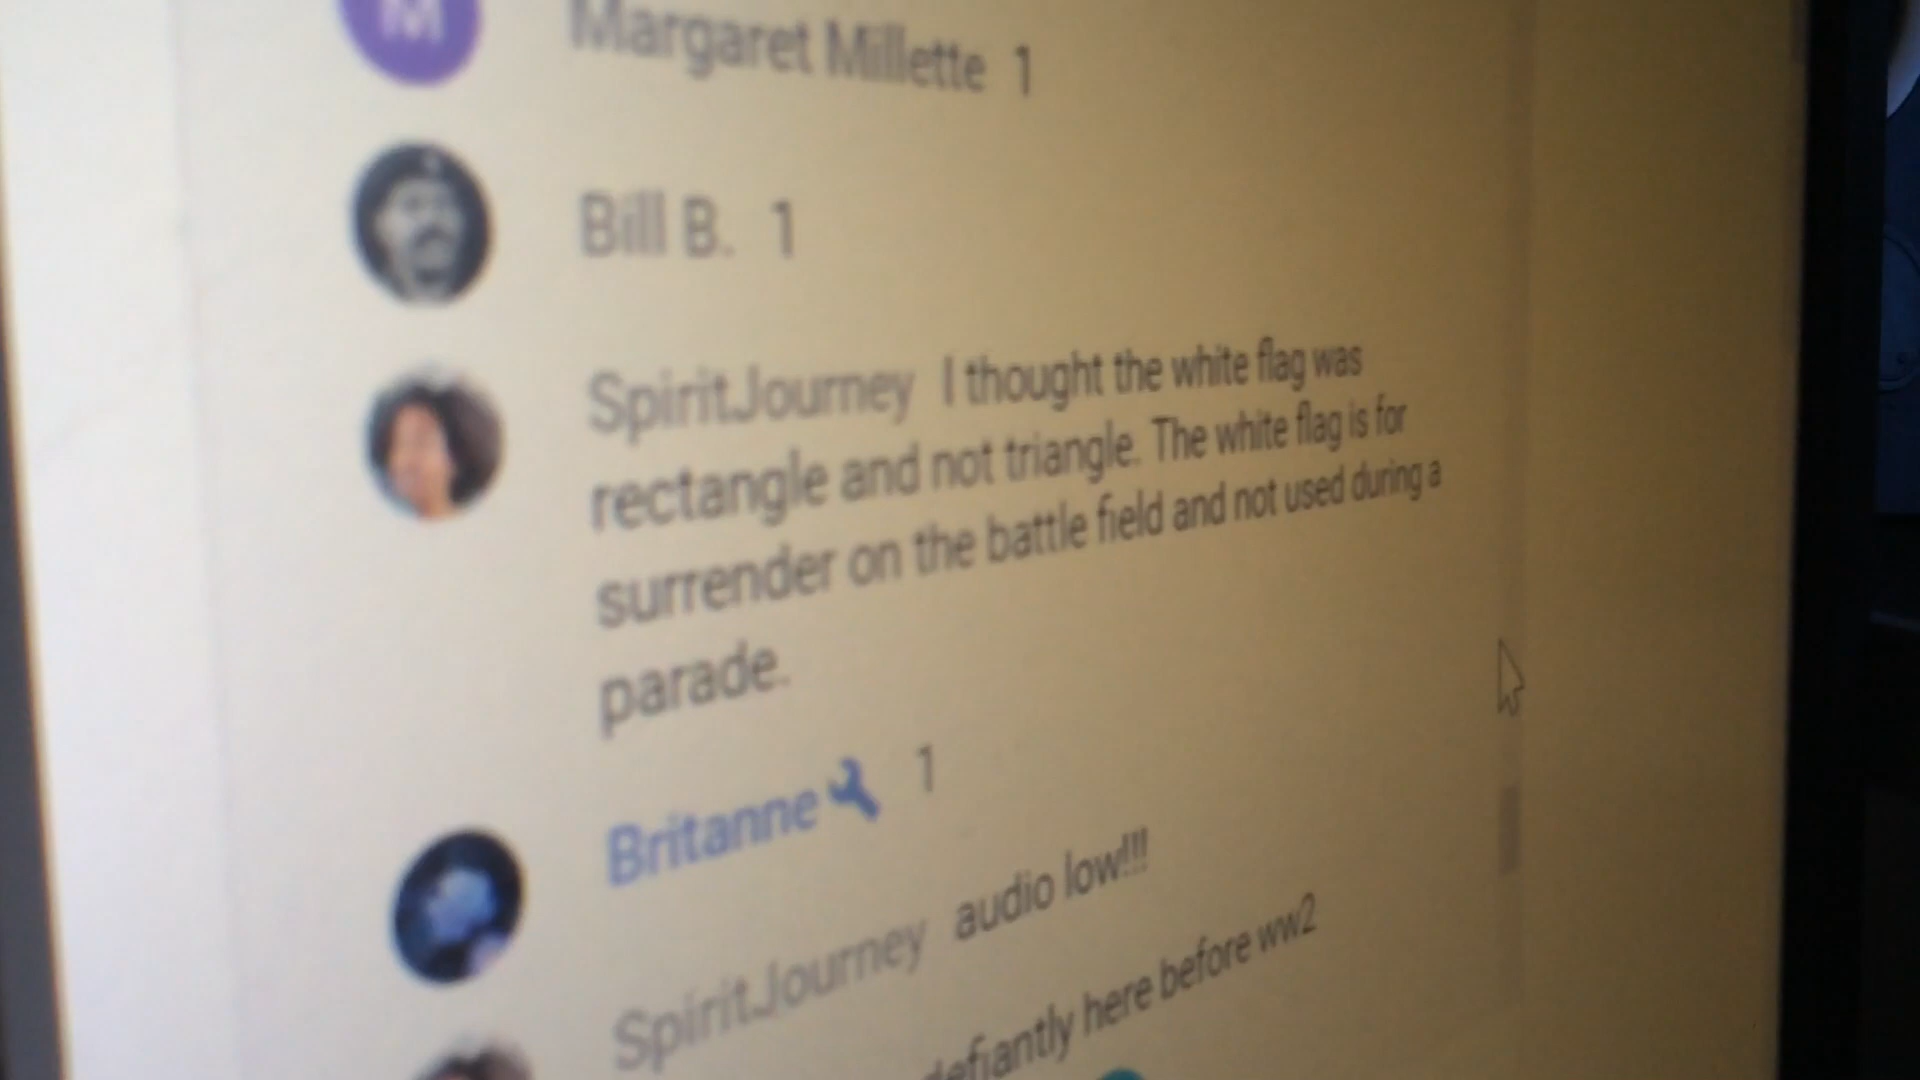 M
Margaret Millette 1
Bill B. 1
SpiritJourney I thought the white flag was
rectangle and not triangle. The white flag is for
surrender on the battle field and not used during a
parade.
Britanne 1
SpiritJourney audio low!!!
defiantly here before ww2